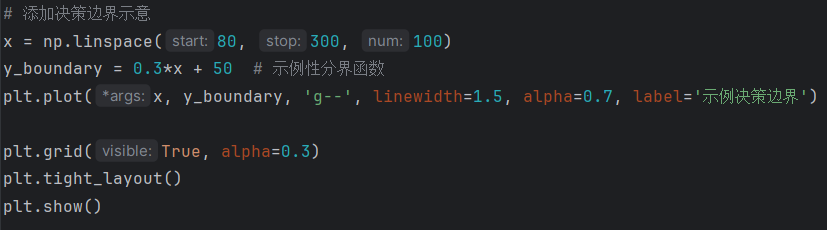 # 添加决策边界示意
x = np.linspace(start: 80, stop: 300, num: 100)
y_boundary = 0.3*x + 50  # 示例性分界函数
plt.plot(*args: x, y_boundary, 'g--', linewidth=1.5, alpha=0.7, label='示例决策边界')
plt.grid(visible: True, alpha=0.3)
plt.tight_layout()
plt.show()